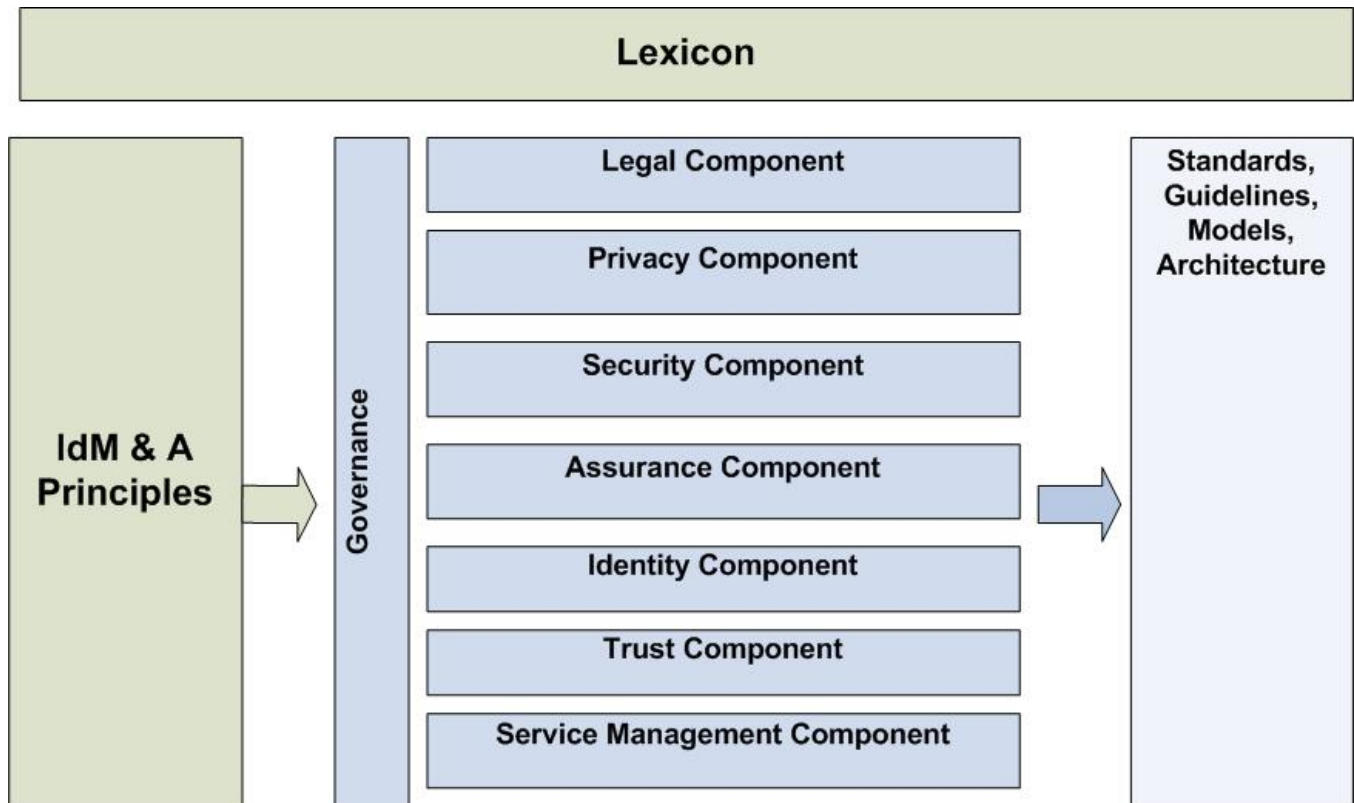 Lexicon
IdM & A
Principles
Governance
Legal Component
Privacy Component
Security Component
Assurance Component
Identity Component
Trust Component
Service Management Component
Standards,
Guidelines,
Models,
Architecture